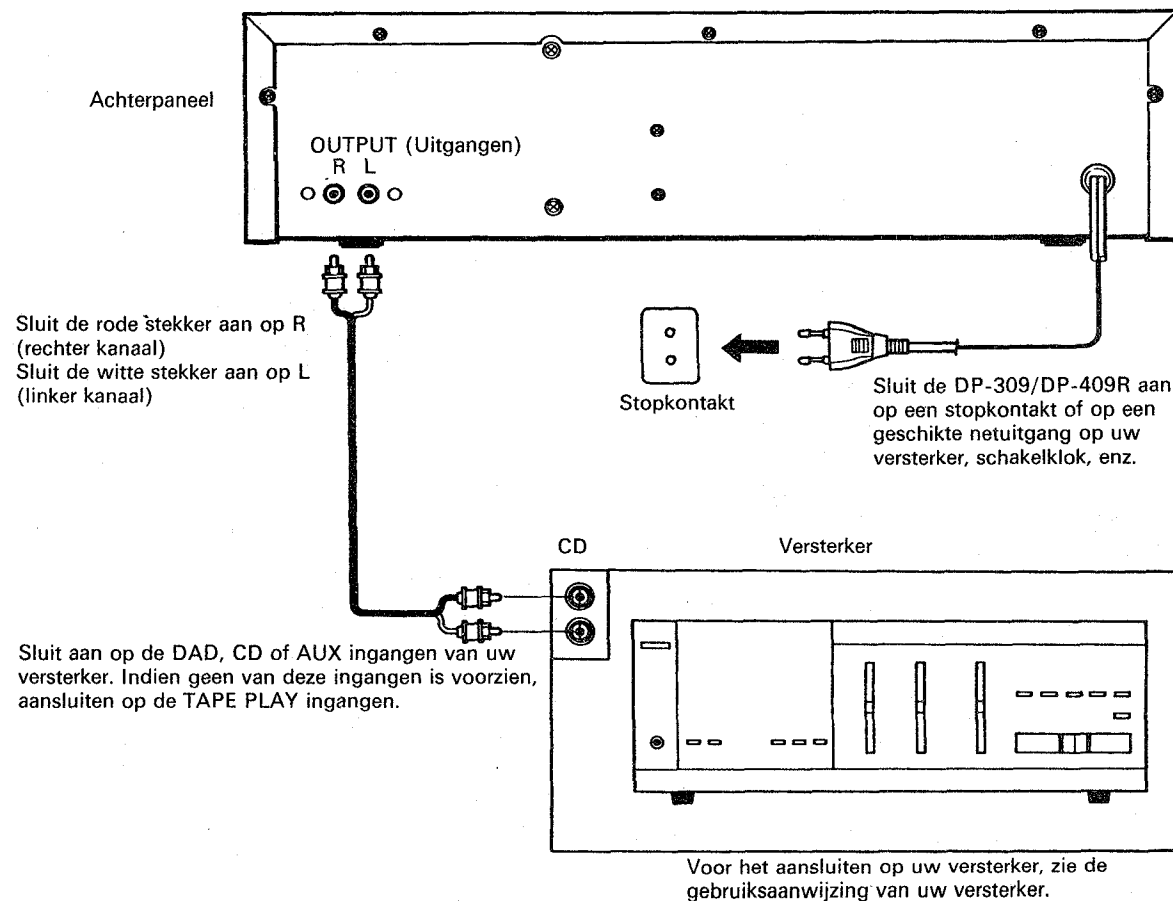 Achterpaneel
OUTPUT (Uitgangen)
R L
Sluit de rode stekker aan op R
(rechter kanaal)
Sluit de witte stekker aan op L
(linker kanaal)
Stopkontakt
Sluit de DP-309/DP-409R aan
op een stopkontakt of op een
geschikte netuitgang op uw
versterker, schakelklok, enz.
CD
Versterker
Sluit aan op de DAD, CD of AUX ingangen van uw
versterker. Indien geen van deze ingangen is voorzien,
aansluiten op de TAPE PLAY ingangen.
Voor het aansluiten op uw versterker, zie de
gebruiksaanwijzing van uw versterker.